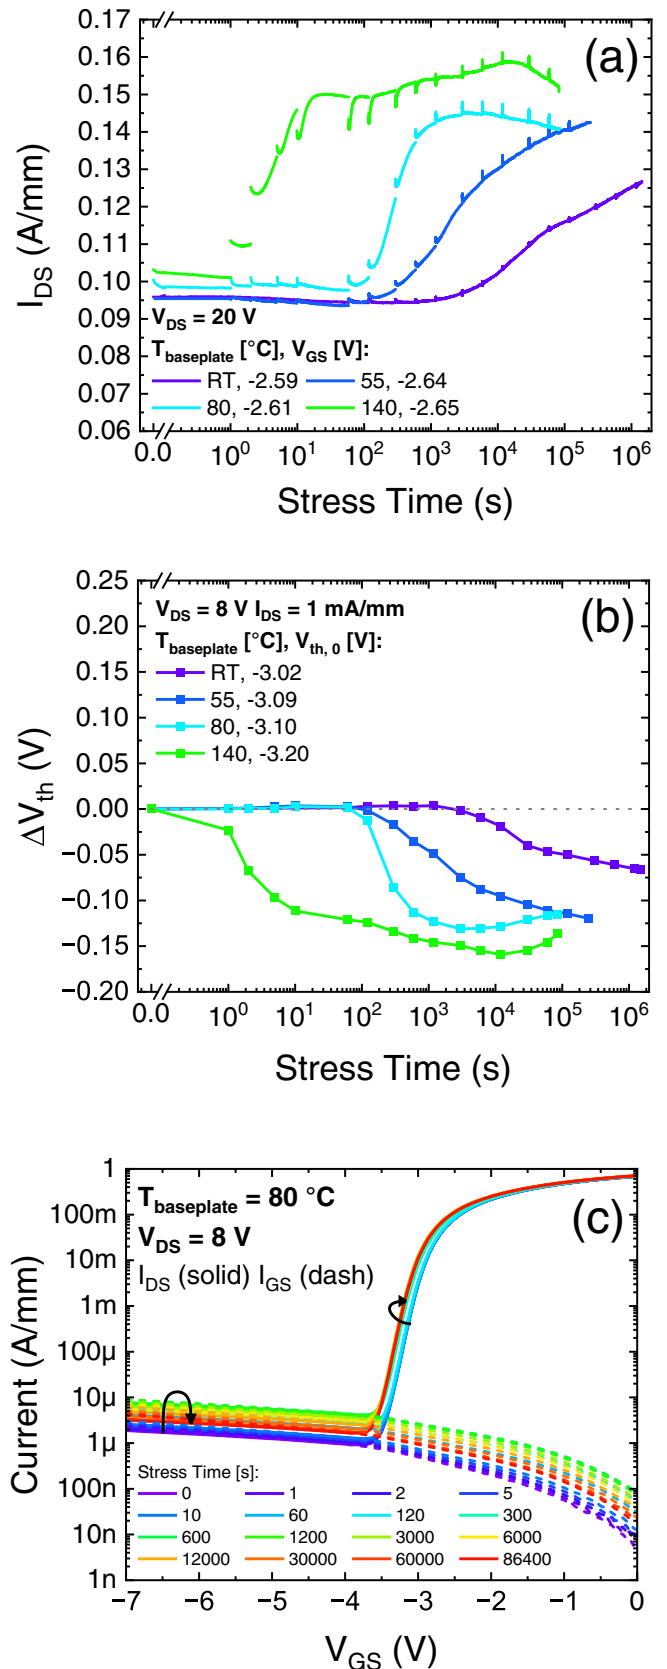 (a)
0.17
0.16
0.15
0.14
0.13
0.12
0.11
0.10
0.09
0.08
0.07
0.06
I_DS (A/mm)
V_DS = 20 V
T_baseplate [°C], V_GS [V]:
RT, -2.59
55, -2.64
80, -2.61
140, -2.65
0.0 10^0 10^1 10^2 10^3 10^4 10^5 10^6
Stress Time (s)
(b)
0.25
0.20
0.15
0.10
0.05
0.00
−0.05
−0.10
−0.15
−0.20
ΔV_th (V)
V_DS = 8 V I_DS = 1 mA/mm
T_baseplate [°C], V_th, 0 [V]:
RT, -3.02
55, -3.09
80, -3.10
140, -3.20
0.0 10^0 10^1 10^2 10^3 10^4 10^5 10^6
Stress Time (s)
(c)
1
100m
10m
1m
100µ
10µ
1µ
100n
10n
1n
Current (A/mm)
T_baseplate = 80 °C
V_DS = 8 V
I_DS (solid) I_GS (dash)
Stress Time [s]:
0 1 2 5
10 60 120 300
600 1200 3000 6000
12000 30000 60000 86400
−7 −6 −5 −4 −3 −2 −1 0
V_GS (V)